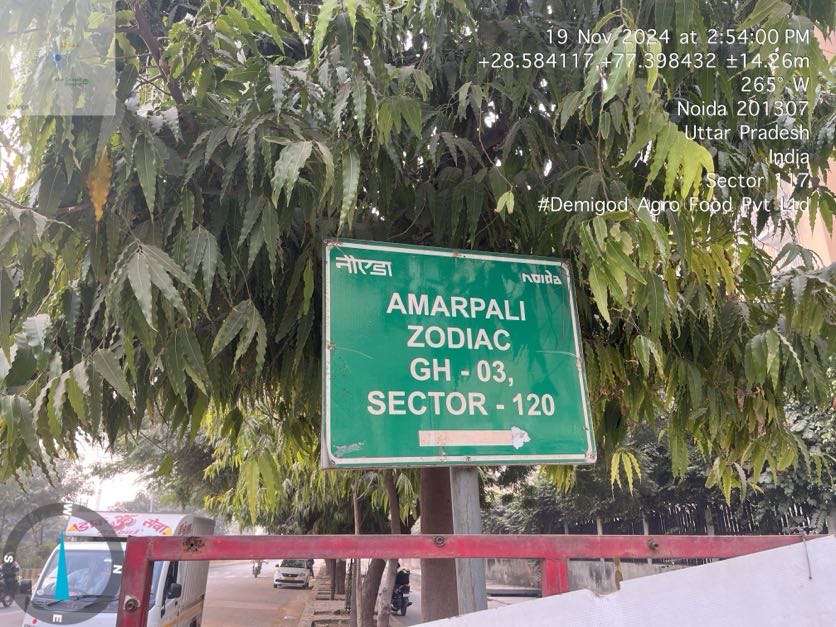 19 Nov 2024 at 2:54:00 PM
+28.584117,+77.398432 ±14.26m
265° W
Noida 201307
Uttar Pradesh
India
Sector 117
#Demigod Agro Food Pvt Ltd
नौएडा
noida
AMARPALI
ZODIAC
GH - 03,
SECTOR - 120
S
N
E